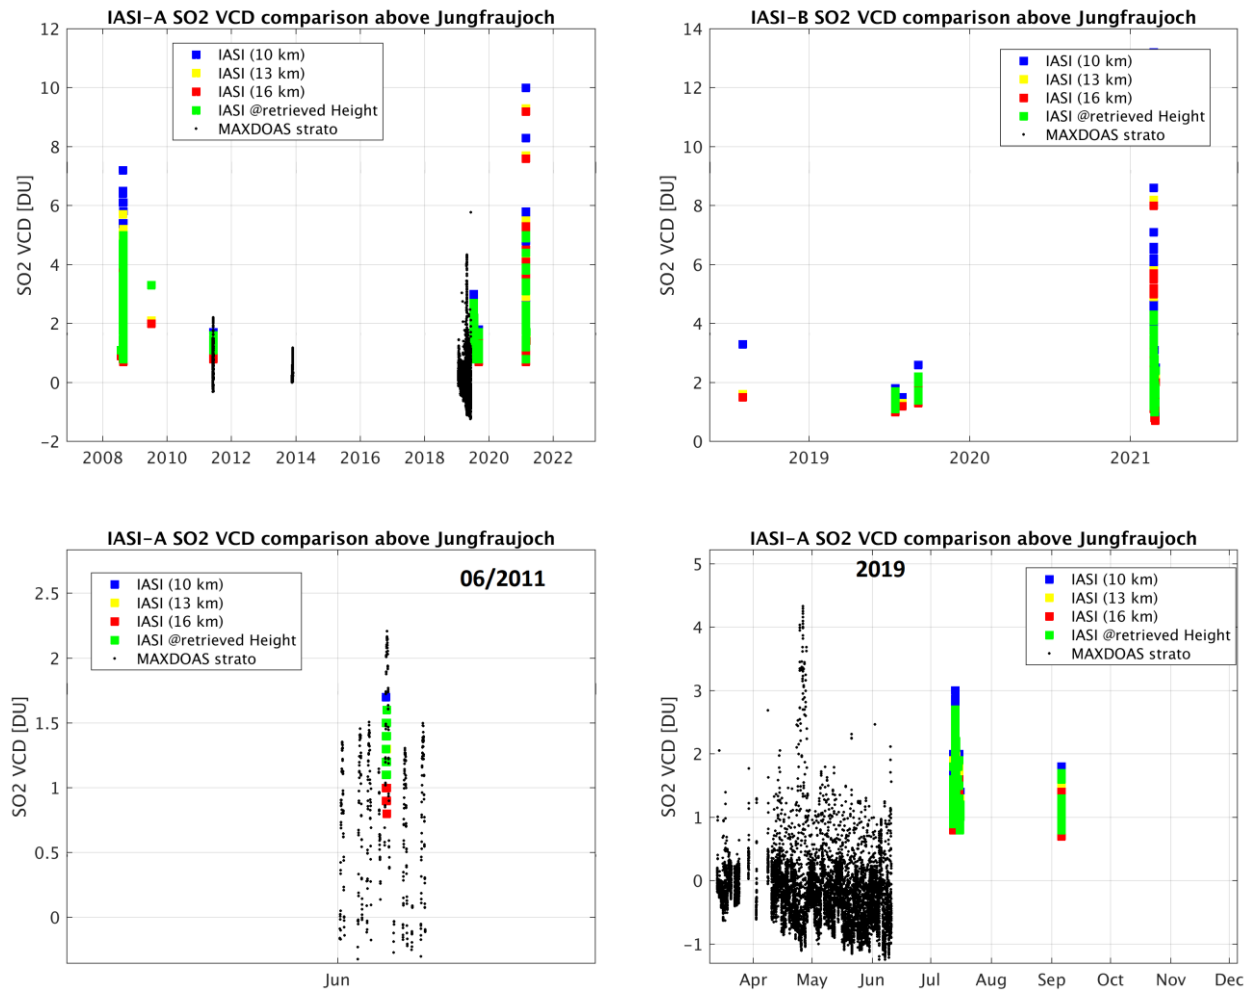 IASI-A SO2 VCD comparison above Jungfraujoch
12
10
8
6
4
2
0
-2
SO2 VCD [DU]
IASI (10 km)
IASI (13 km)
IASI (16 km)
IASI @retrieved Height
MAXDOAS strato
2008 2010 2012 2014 2016 2018 2020 2022
IASI-B SO2 VCD comparison above Jungfraujoch
14
12
10
8
6
4
2
0
SO2 VCD [DU]
IASI (10 km)
IASI (13 km)
IASI (16 km)
IASI @retrieved Height
MAXDOAS strato
2019 2020 2021
IASI-A SO2 VCD comparison above Jungfraujoch
06/2011
2.5
2
1.5
1
0.5
0
SO2 VCD [DU]
IASI (10 km)
IASI (13 km)
IASI (16 km)
IASI @retrieved Height
MAXDOAS strato
Jun
IASI-A SO2 VCD comparison above Jungfraujoch
2019
5
4
3
2
1
0
-1
SO2 VCD [DU]
IASI (10 km)
IASI (13 km)
IASI (16 km)
IASI @retrieved Height
MAXDOAS strato
Apr May Jun Jul Aug Sep Oct Nov Dec